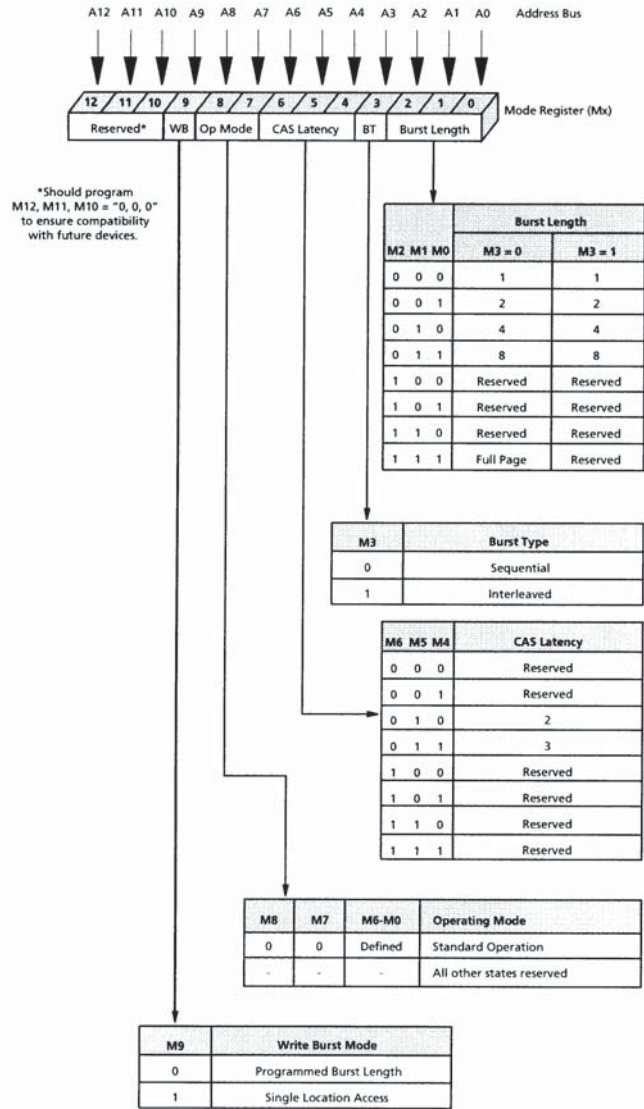 A12 A11 A10 A9 A8 A7 A6 A5 A4 A3 A2 A1 A0 Address Bus
12 11 10 9 8 7 6 5 4 3 2 1 0
Mode Register (Mx)
Reserved* WB Op Mode CAS Latency BT Burst Length
*Should program
M12, M11, M10 = "0, 0, 0"
to ensure compatibility
with future devices.
Burst Length
M2 M1 M0 M3 = 0 M3 = 1
0 0 0 1 1
0 0 1 2 2
0 1 0 4 4
0 1 1 8 8
1 0 0 Reserved Reserved
1 0 1 Reserved Reserved
1 1 0 Reserved Reserved
1 1 1 Full Page Reserved
M3 Burst Type
0 Sequential
1 Interleaved
M6 M5 M4 CAS Latency
0 0 0 Reserved
0 0 1 Reserved
0 1 0 2
0 1 1 3
1 0 0 Reserved
1 0 1 Reserved
1 1 0 Reserved
1 1 1 Reserved
M8 M7 M6-M0 Operating Mode
0 0 Defined Standard Operation
- - - All other states reserved
M9 Write Burst Mode
0 Programmed Burst Length
1 Single Location Access